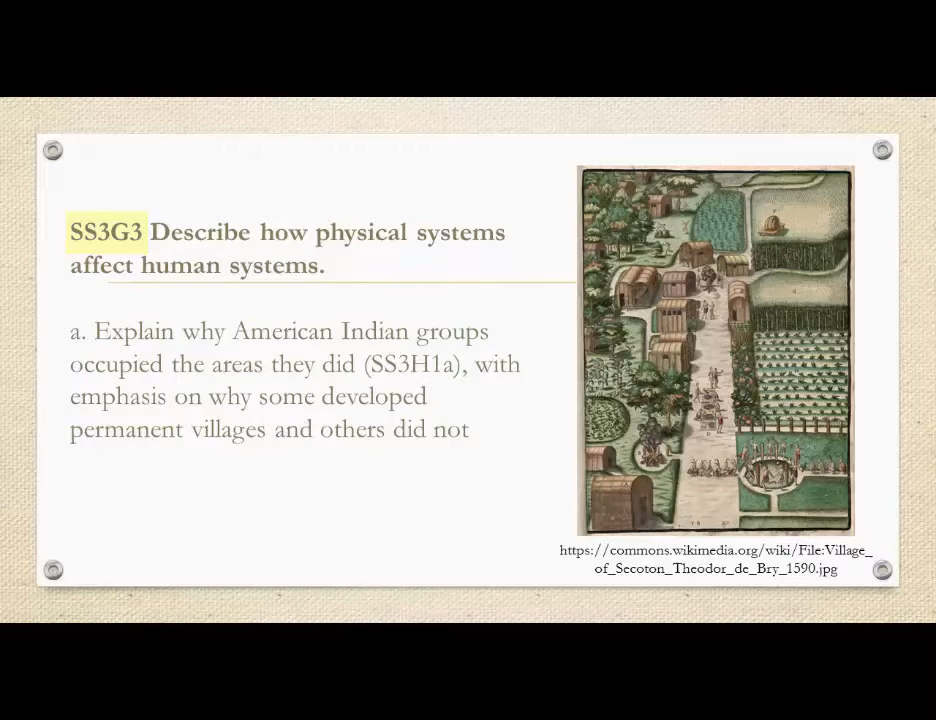 SS3G3 Describe how physical systems
affect human systems.
a. Explain why American Indian groups
occupied the areas they did (SS3H1a), with
emphasis on why some developed
permanent villages and others did not
https://commons.wikimedia.org/wiki/File:Village_
of_Secoton_Theodor_de_Bry_1590.jpg